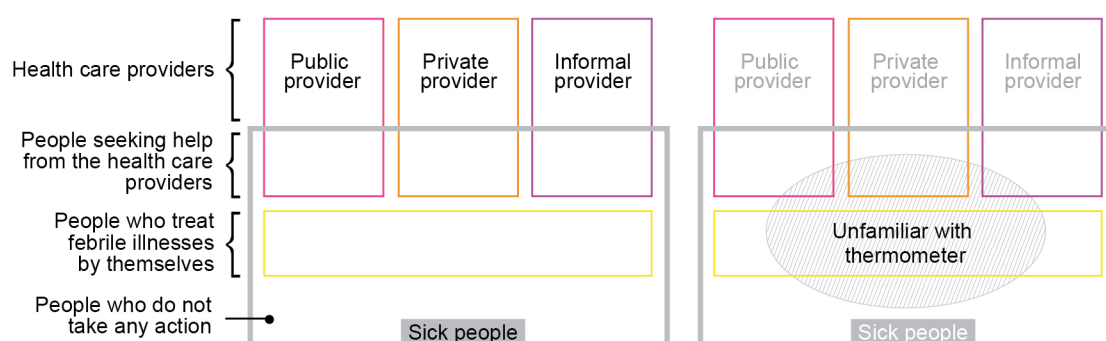 Health care providers
Public
provider
Private
provider
Informal
provider
Public
provider
Private
provider
Informal
provider
People seeking help
from the health care
providers
People who treat
febrile illnesses
by themselves
Unfamiliar with
thermometer
People who do not
take any action
Sick people
Sick people